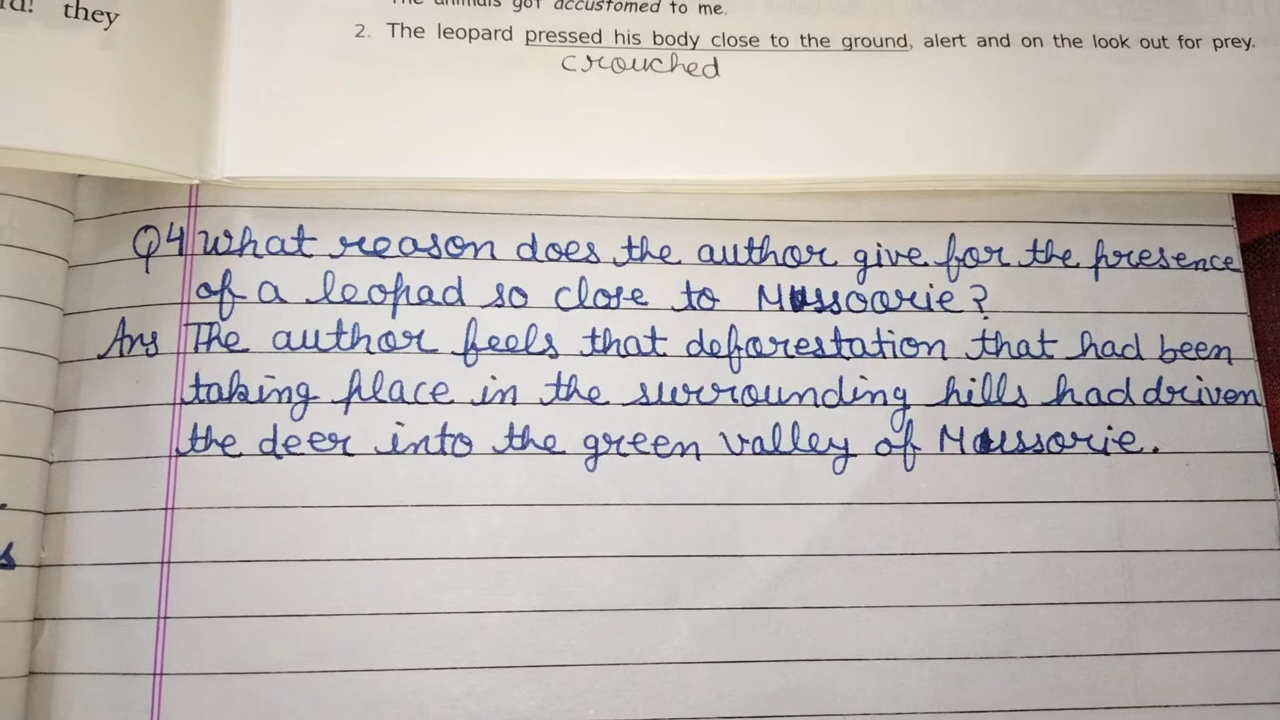 they
The animals got accustomed to me.
2. The leopard pressed his body close to the ground, alert and on the look out for prey.
crouched
Q4 what reason does the author give for the presence
of a leopad so close to Mussoorie?
Ans The author feels that deforestation that had been
taking place in the surrounding hills had driven
the deer into the green valley of Mussorie.